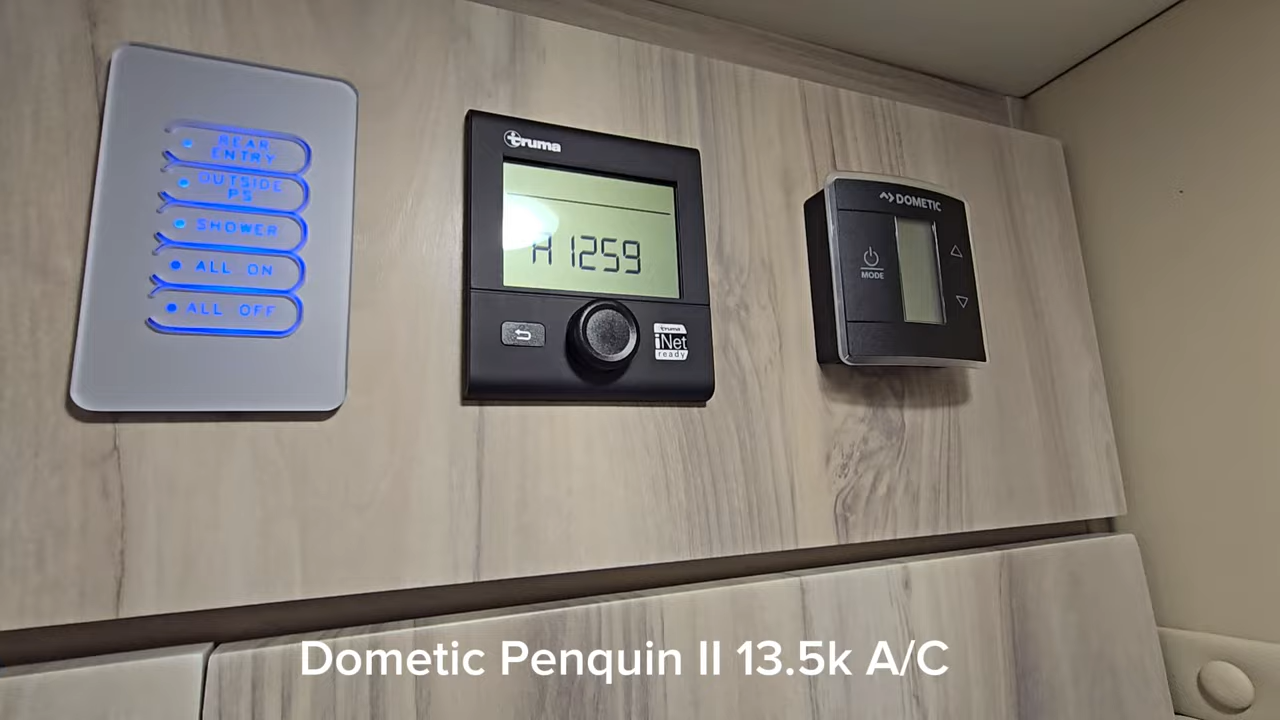 REAR
ENTRY
OUTSIDE
PS
SHOWER
ALL ON
ALL OFF
truma
A 1259
truma
iNet
ready
DOMETIC
MODE
Dometic Penquin II 13.5k A/C